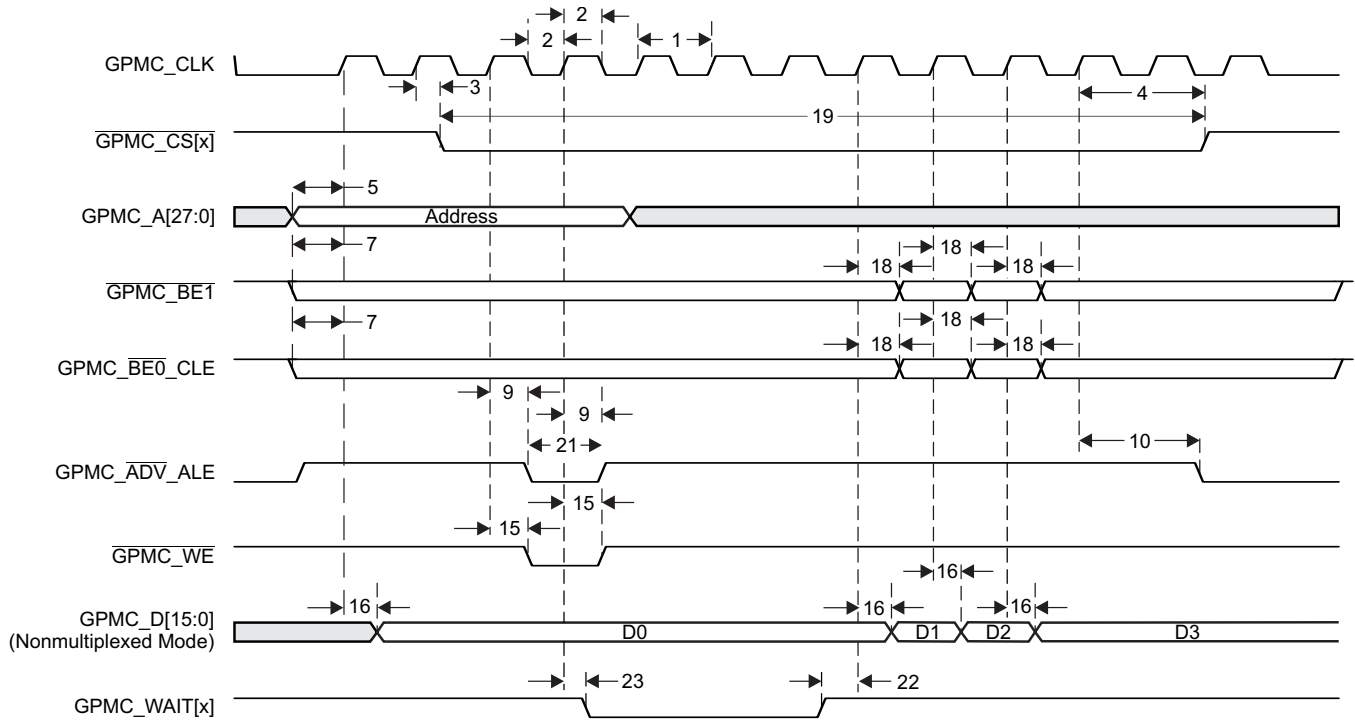 2
2
1
GPMC_CLK
3
4
19
GPMC_CS[x]
5
GPMC_A[27:0]
Address
7
18
18
18
GPMC_BE1
7
18
18
18
GPMC_BE0_CLE
9
9
21
10
GPMC_ADV_ALE
15
15
GPMC_WE
16
16
16
16
GPMC_D[15:0]
(Nonmultiplexed Mode)
D0
D1
D2
D3
23
22
GPMC_WAIT[x]